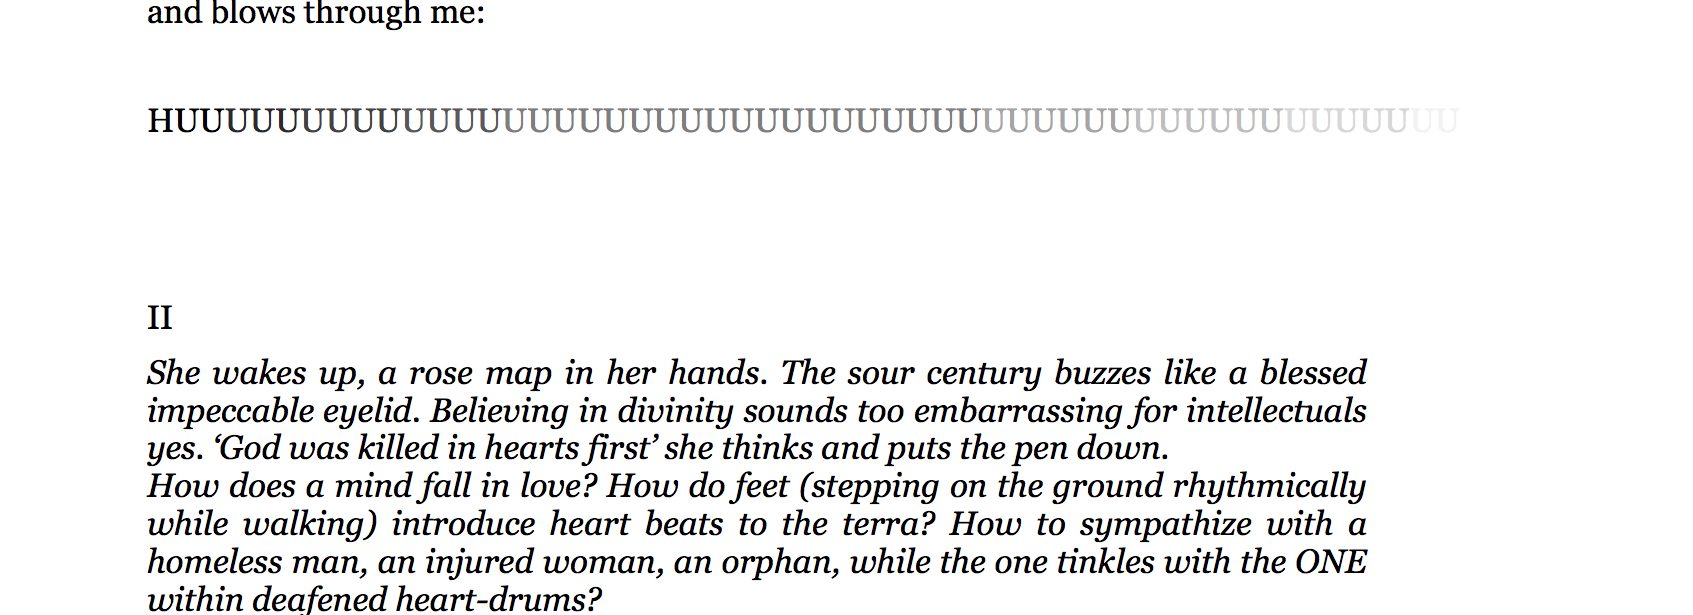 and blows through me:
HUUUUUUUUUUUUUUUUUUUUUUUUUUUUUUUUUUUUUUUUUUUUUUUUUUU
II
She wakes up, a rose map in her hands. The sour century buzzes like a blessed
impeccable eyelid. Believing in divinity sounds too embarrassing for intellectuals
yes. ‘God was killed in hearts first’ she thinks and puts the pen down.
How does a mind fall in love? How do feet (stepping on the ground rhythmically
while walking) introduce heart beats to the terra? How to sympathize with a
homeless man, an injured woman, an orphan, while the one tinkles with the ONE
within deafened heart-drums?